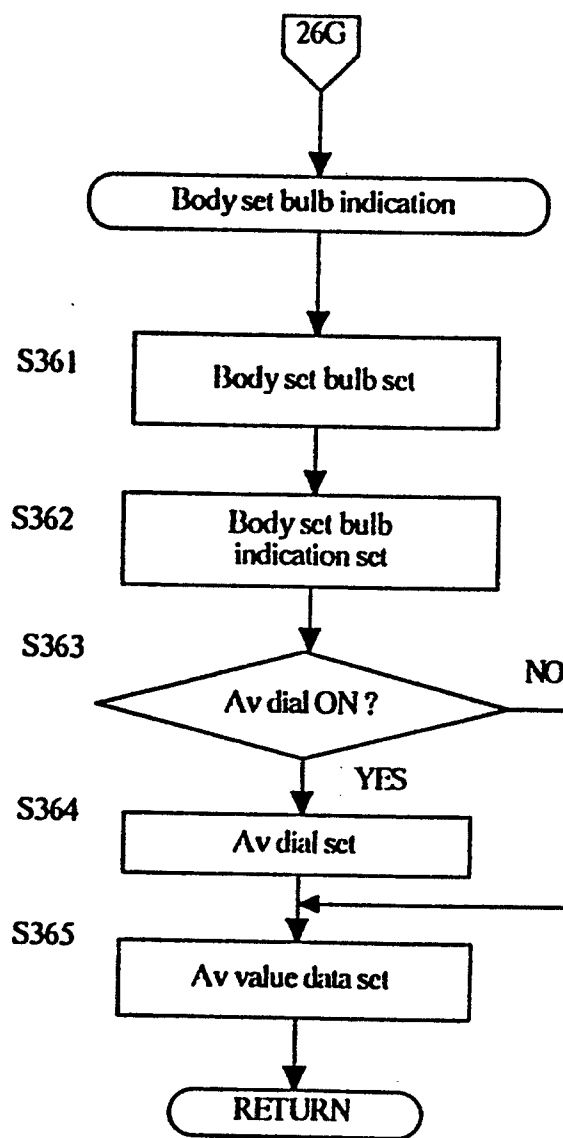 26G
Body set bulb indication
S361
Body set bulb set
S362
Body set bulb
indication set
S363
Av dial ON ?
NO
YES
S364
Av dial set
S365
Av value data set
RETURN